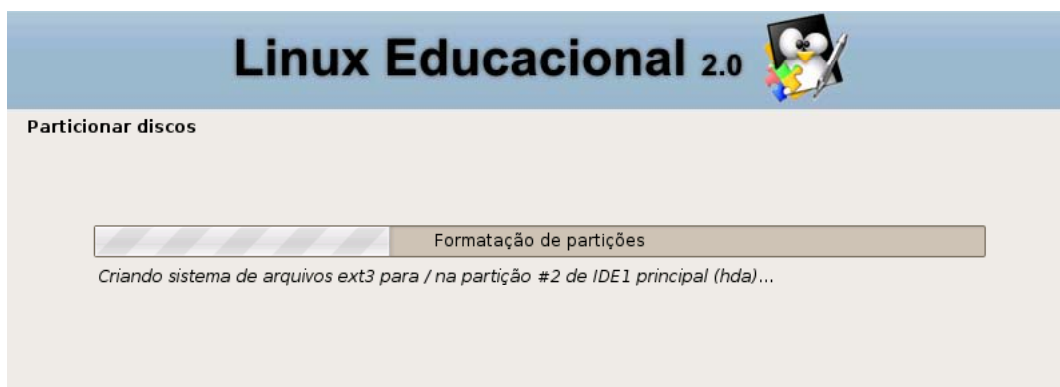 Linux Educacional 2.0
Particionar discos
Formatação de partições
Criando sistema de arquivos ext3 para / na partição #2 de IDE1 principal (hda)...